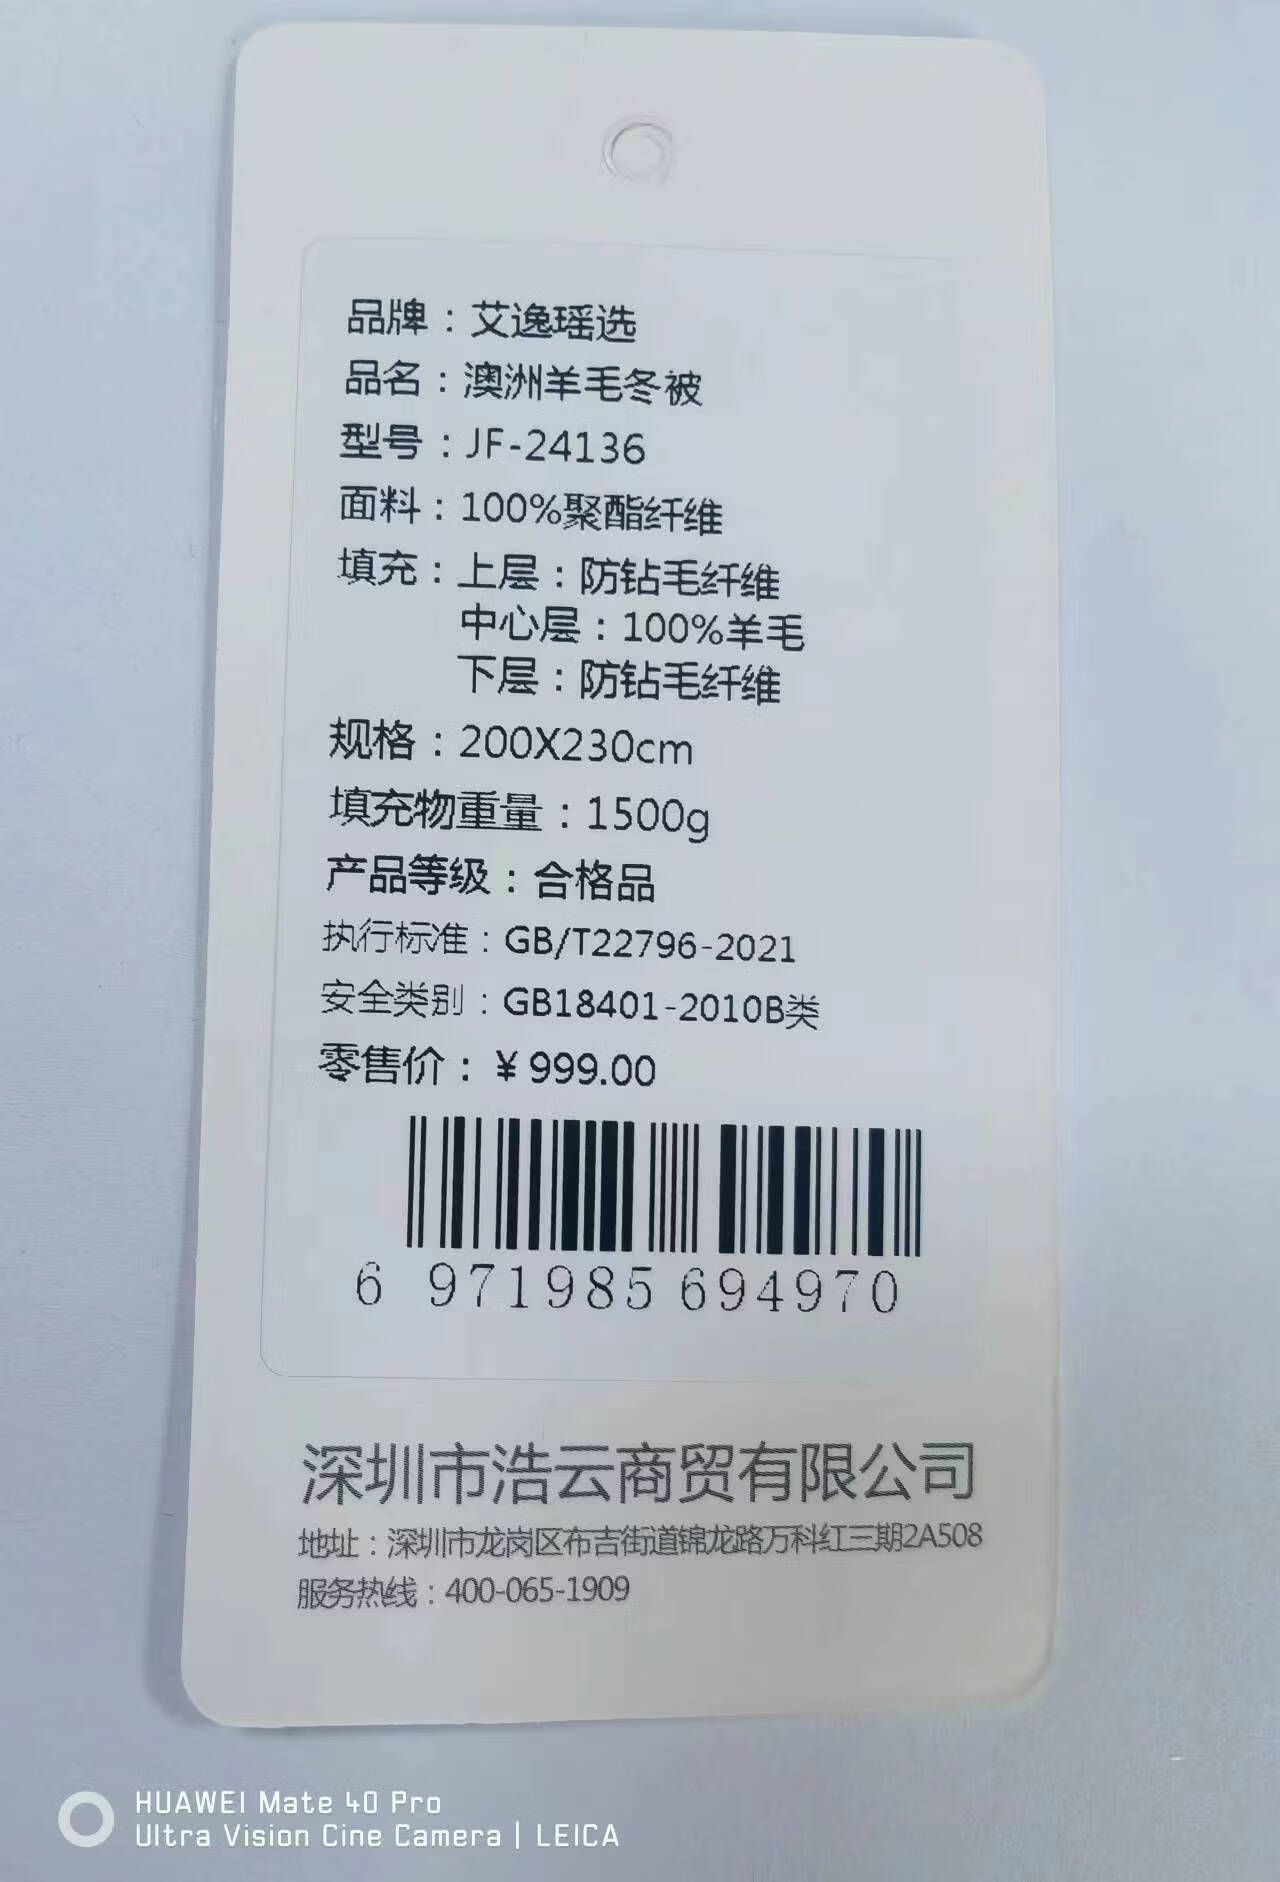 品牌：艾逸瑶选
品名：澳洲羊毛冬被
型号：JF-24136
面料：100%聚酯纤维
填充：上层：防钻毛纤维
中心层：100%羊毛
下层：防钻毛纤维
规格：200X230cm
填充物重量：1500g
产品等级：合格品
执行标准：GB/T22796-2021
安全类别：GB18401-2010B类
零售价：￥999.00
6 971985 694970
深圳市浩云商贸有限公司
地址：深圳市龙岗区布吉街道锦龙路万科红三期2A508
服务热线：400-065-1909
HUAWEI Mate 40 Pro
Ultra Vision Cine Camera | LEICA